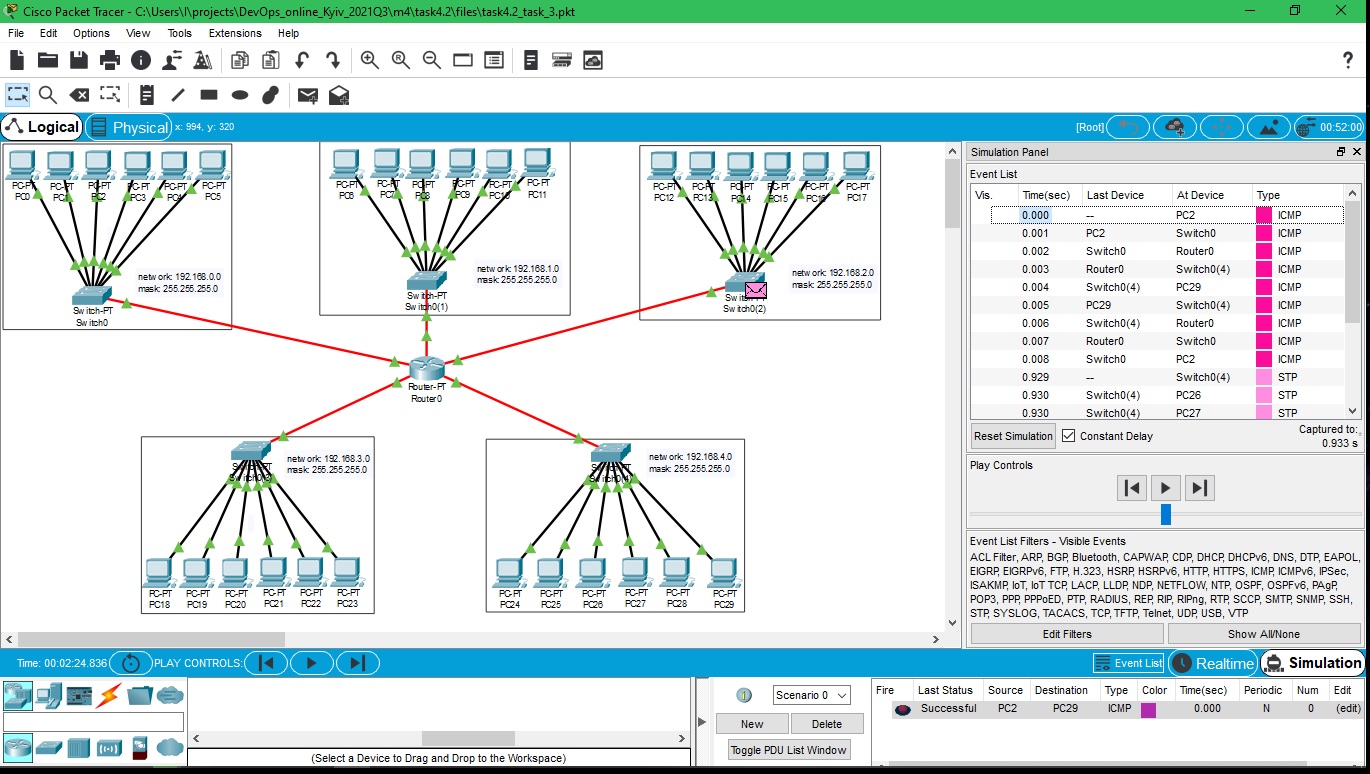 Cisco Packet Tracer - C:\Users\l\projects\DevOps_online_Kyiv_2021Q3\m4\task4.2\files\task4.2_task_3.pkt
File Edit Options View Tools Extensions Help
Logical Physical x: 994, y: 320 [Root] 00:52:00
PC-PT PC-PT PC-PT PC-PT PC-PT PC-PT
PC0 PC1 PC2 PC3 PC4 PC5
network: 192.168.0.0
mask: 255.255.255.0
Switch-PT
Switch0
PC-PT PC-PT PC-PT PC-PT PC-PT PC-PT
PC6 PC7 PC8 PC9 PC10 PC11
network: 192.168.1.0
mask: 255.255.255.0
Switch-PT
Switch0(1)
PC-PT PC-PT PC-PT PC-PT PC-PT PC-PT
PC12 PC13 PC14 PC15 PC16 PC17
network: 192.168.2.0
mask: 255.255.255.0
Switch-PT
Switch0(2)
Router-PT
Router0
network: 192.168.3.0
mask: 255.255.255.0
Switch-PT
Switch0(3)
PC-PT PC-PT PC-PT PC-PT PC-PT PC-PT
PC18 PC19 PC20 PC21 PC22 PC23
network: 192.168.4.0
mask: 255.255.255.0
Switch-PT
Switch0(4)
PC-PT PC-PT PC-PT PC-PT PC-PT PC-PT
PC24 PC25 PC26 PC27 PC28 PC29
Simulation Panel
Event List
Vis. Time(sec) Last Device At Device Type
0.000 -- PC2 ICMP
0.001 PC2 Switch0 ICMP
0.002 Switch0 Router0 ICMP
0.003 Router0 Switch0(4) ICMP
0.004 Switch0(4) PC29 ICMP
0.005 PC29 Switch0(4) ICMP
0.006 Switch0(4) Router0 ICMP
0.007 Router0 Switch0 ICMP
0.008 Switch0 PC2 ICMP
0.929 -- Switch0(4) STP
0.930 Switch0(4) PC26 STP
0.930 Switch0(4) PC27 STP
Reset Simulation Constant Delay Captured to:
0.933 s
Play Controls
Event List Filters - Visible Events
ACL Filter, ARP, BGP, Bluetooth, CAPWAP, CDP, DHCP, DHCPv6, DNS, DTP, EAPOL,
EIGRP, EIGRPv6, FTP, H.323, HSRP, HSRPv6, HTTP, HTTPS, ICMP, ICMPv6, IPSec,
ISAKMP, IoT, IoT TCP, LACP, LLDP, NDP, NETFLOW, NTP, OSPF, OSPFv6, PAgP,
POP3, PPP, PPPoED, PTP, RADIUS, REP, RIP, RIPng, RTP, SCCP, SMTP, SNMP, SSH,
STP, SYSLOG, TACACS, TCP, TFTP, Telnet, UDP, USB, VTP
Edit Filters Show All/None
Time: 00:02:24.836 PLAY CONTROLS: Event List Realtime Simulation
Scenario 0
New Delete
Toggle PDU List Window
Fire Last Status Source Destination Type Color Time(sec) Periodic Num Edit
Successful PC2 PC29 ICMP 0.000 N 0 (edit)
(Select a Device to Drag and Drop to the Workspace)